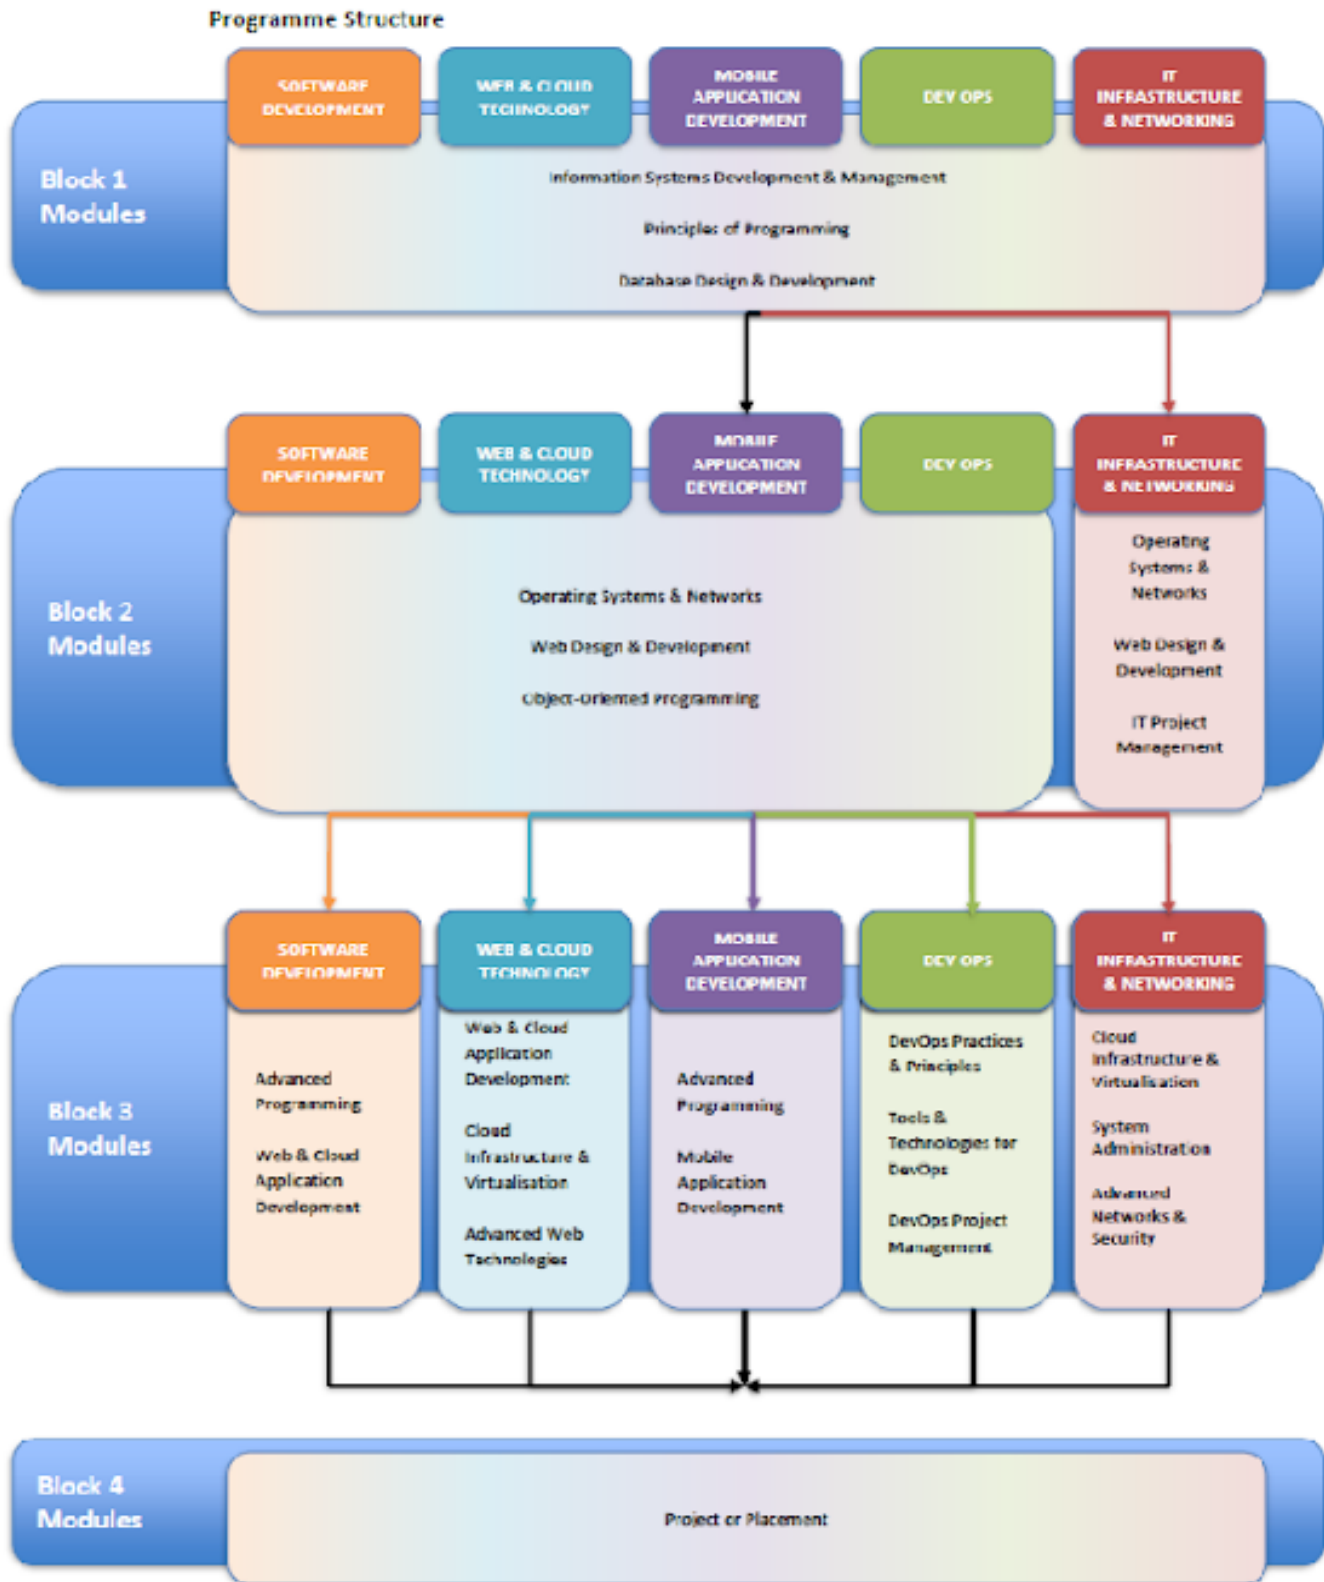 Programme Structure
SOFTWARE
DEVELOPMENT
WEB & CLOUD
TECHNOLOGY
MOBILE
APPLICATION
DEVELOPMENT
DEV OPS
IT
INFRASTRUCTURE
& NETWORKING
Block 1
Modules
Information Systems Development & Management
Principles of Programming
Database Design & Development
SOFTWARE
DEVELOPMENT
WEB & CLOUD
TECHNOLOGY
MOBILE
APPLICATION
DEVELOPMENT
DEV OPS
IT
INFRASTRUCTURE
& NETWORKING
Block 2
Modules
Operating Systems & Networks
Web Design & Development
Object-Oriented Programming
Operating
Systems &
Networks
Web Design &
Development
IT Project
Management
SOFTWARE
DEVELOPMENT
WEB & CLOUD
TECHNOLOGY
MOBILE
APPLICATION
DEVELOPMENT
DEV OPS
IT
INFRASTRUCTURE
& NETWORKING
Block 3
Modules
Advanced
Programming
Web & Cloud
Application
Development
Web & Cloud
Application
Development
Cloud
Infrastructure &
Virtualisation
Advanced Web
Technologies
Advanced
Programming
Mobile
Application
Development
DevOps Practices
& Principles
Tools &
Technologies for
DevOps
DevOps Project
Management
Cloud
Infrastructure &
Virtualisation
System
Administration
Advanced
Networks &
Security
Block 4
Modules
Project or Placement